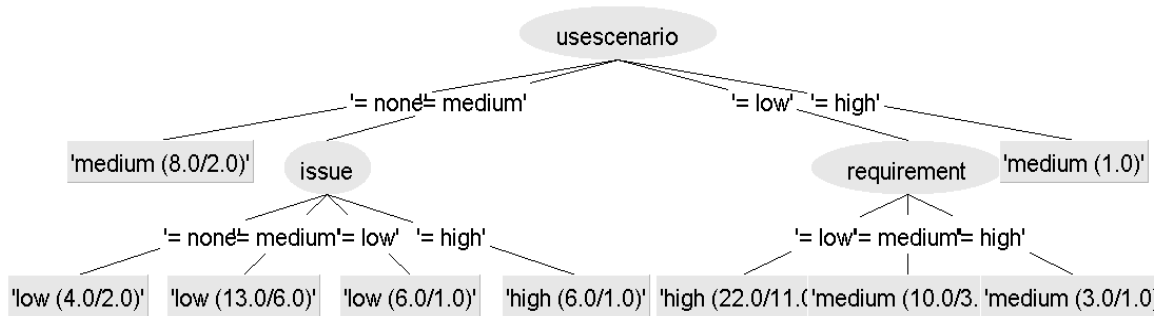 usescenario
'= none' '= medium' '= low' '= high'
'medium (8.0/2.0)' issue requirement 'medium (1.0)'
'= none' '= medium' '= low' '= high' '= low' '= medium' '= high'
'low (4.0/2.0)' 'low (13.0/6.0)' 'low (6.0/1.0)' 'high (6.0/1.0)' 'high (22.0/11.0 'medium (10.0/3. 'medium (3.0/1.0)